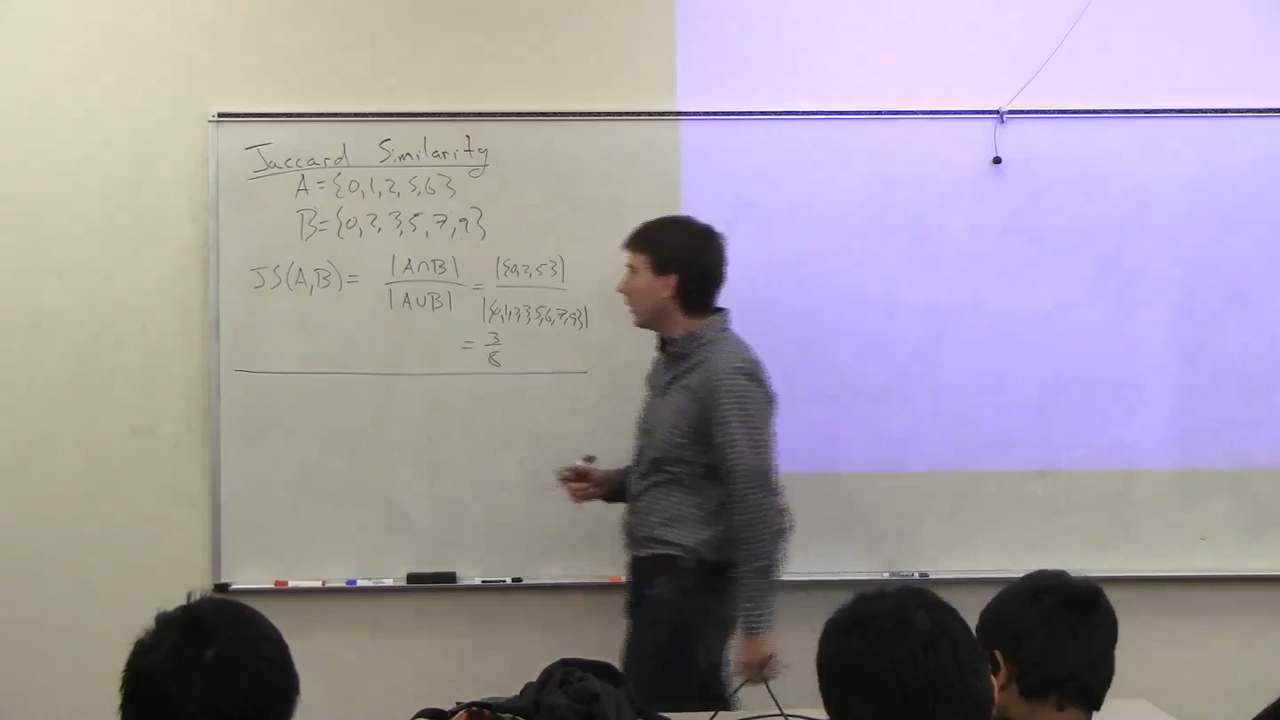 Jaccard Similarity
A = {0,1,2,5,6}
B = {0,2,3,5,7,9}
JS(A,B) = |A∩B| / |A∪B| = |{0,2,5}| / |{0,1,2,3,5,6,7,9}|
= 3/8